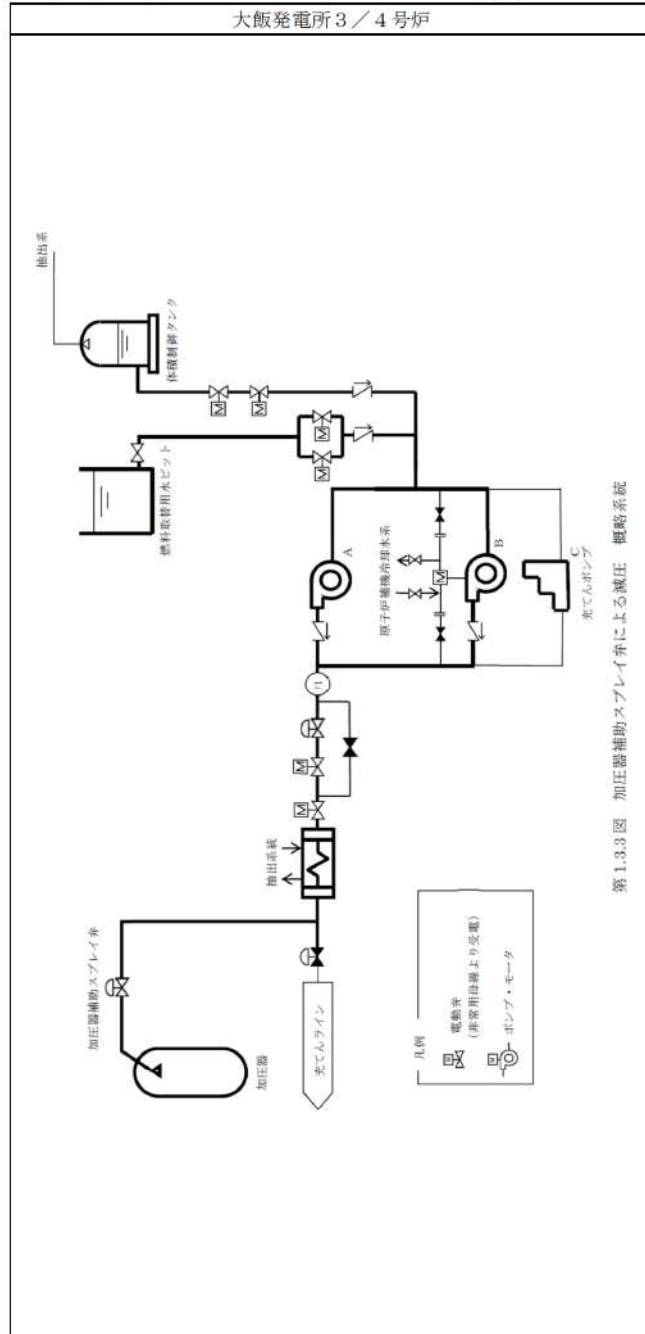 大飯発電所3/4号炉
抽出系
体積制御タンク
燃料取替用水ピット
A
原子炉補機冷却水系
B
C
充てんポンプ
抽出系統
加圧器補助スプレイ弁
加圧器
充てんライン
凡例
M
電動弁
(非常用母線より受電)
M
ポンプ・モータ
M
M
M
M
M
M
M
第1.3.3図 加圧器補助スプレイ弁による減圧 概略系統